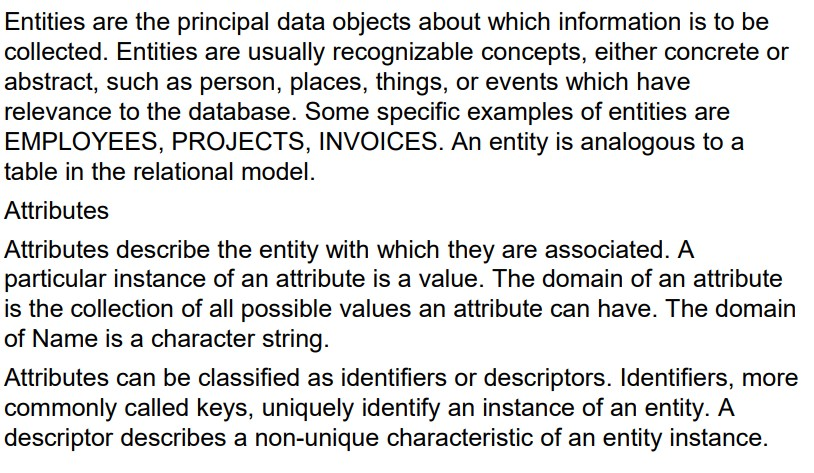 Entities are the principal data objects about which information is to be
collected. Entities are usually recognizable concepts, either concrete or
abstract, such as person, places, things, or events which have
relevance to the database. Some specific examples of entities are
EMPLOYEES, PROJECTS, INVOICES. An entity is analogous to a
table in the relational model.
Attributes
Attributes describe the entity with which they are associated. A
particular instance of an attribute is a value. The domain of an attribute
is the collection of all possible values an attribute can have. The domain
of Name is a character string.
Attributes can be classified as identifiers or descriptors. Identifiers, more
commonly called keys, uniquely identify an instance of an entity. A
descriptor describes a non-unique characteristic of an entity instance.